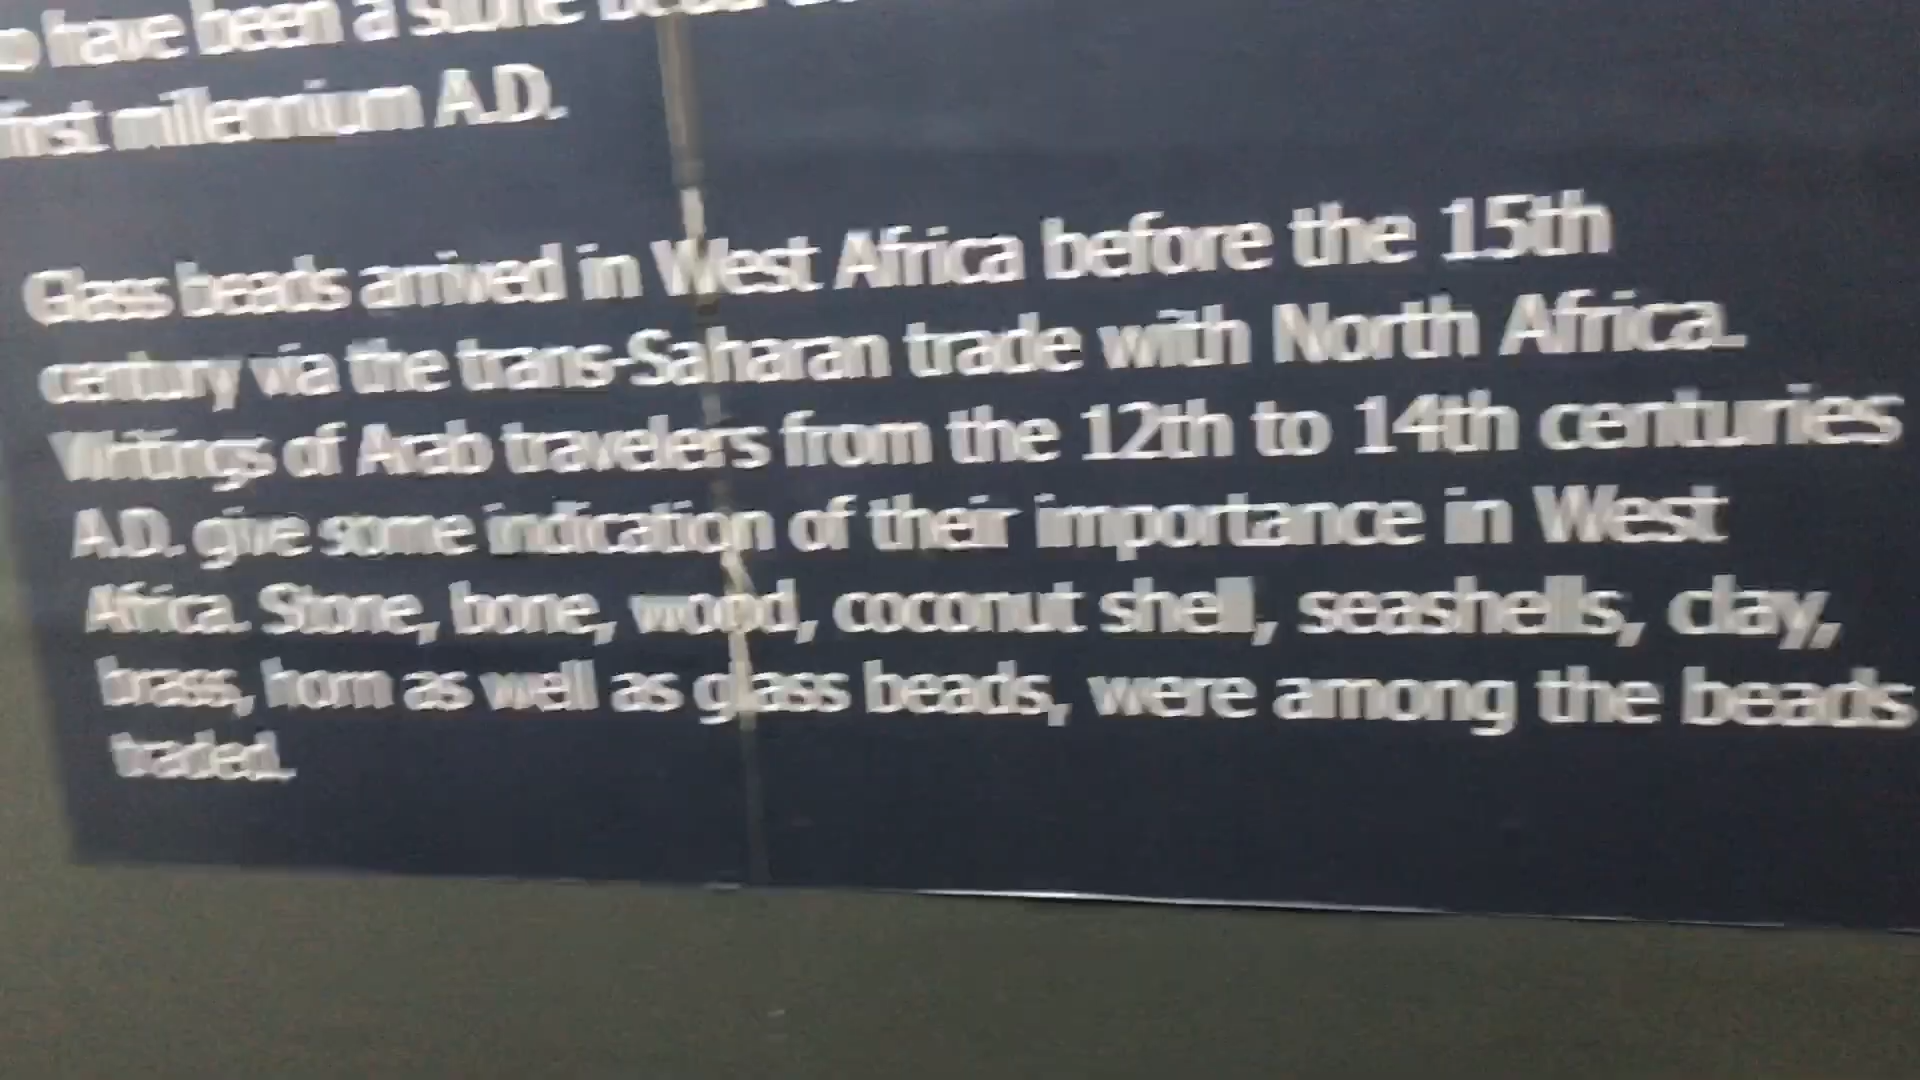 have been a stone
first millennium A.D.
Glass beads arrived in West Africa before the 15th
century via the trans-Saharan trade with North Africa.
Writings of Arab travelers from the 12th to 14th centuries
A.D. give some indication of their importance in West
Africa. Stone, bone, wood, coconut shell, seashells, clay,
brass, horn as well as glass beads, were among the beads
traded.